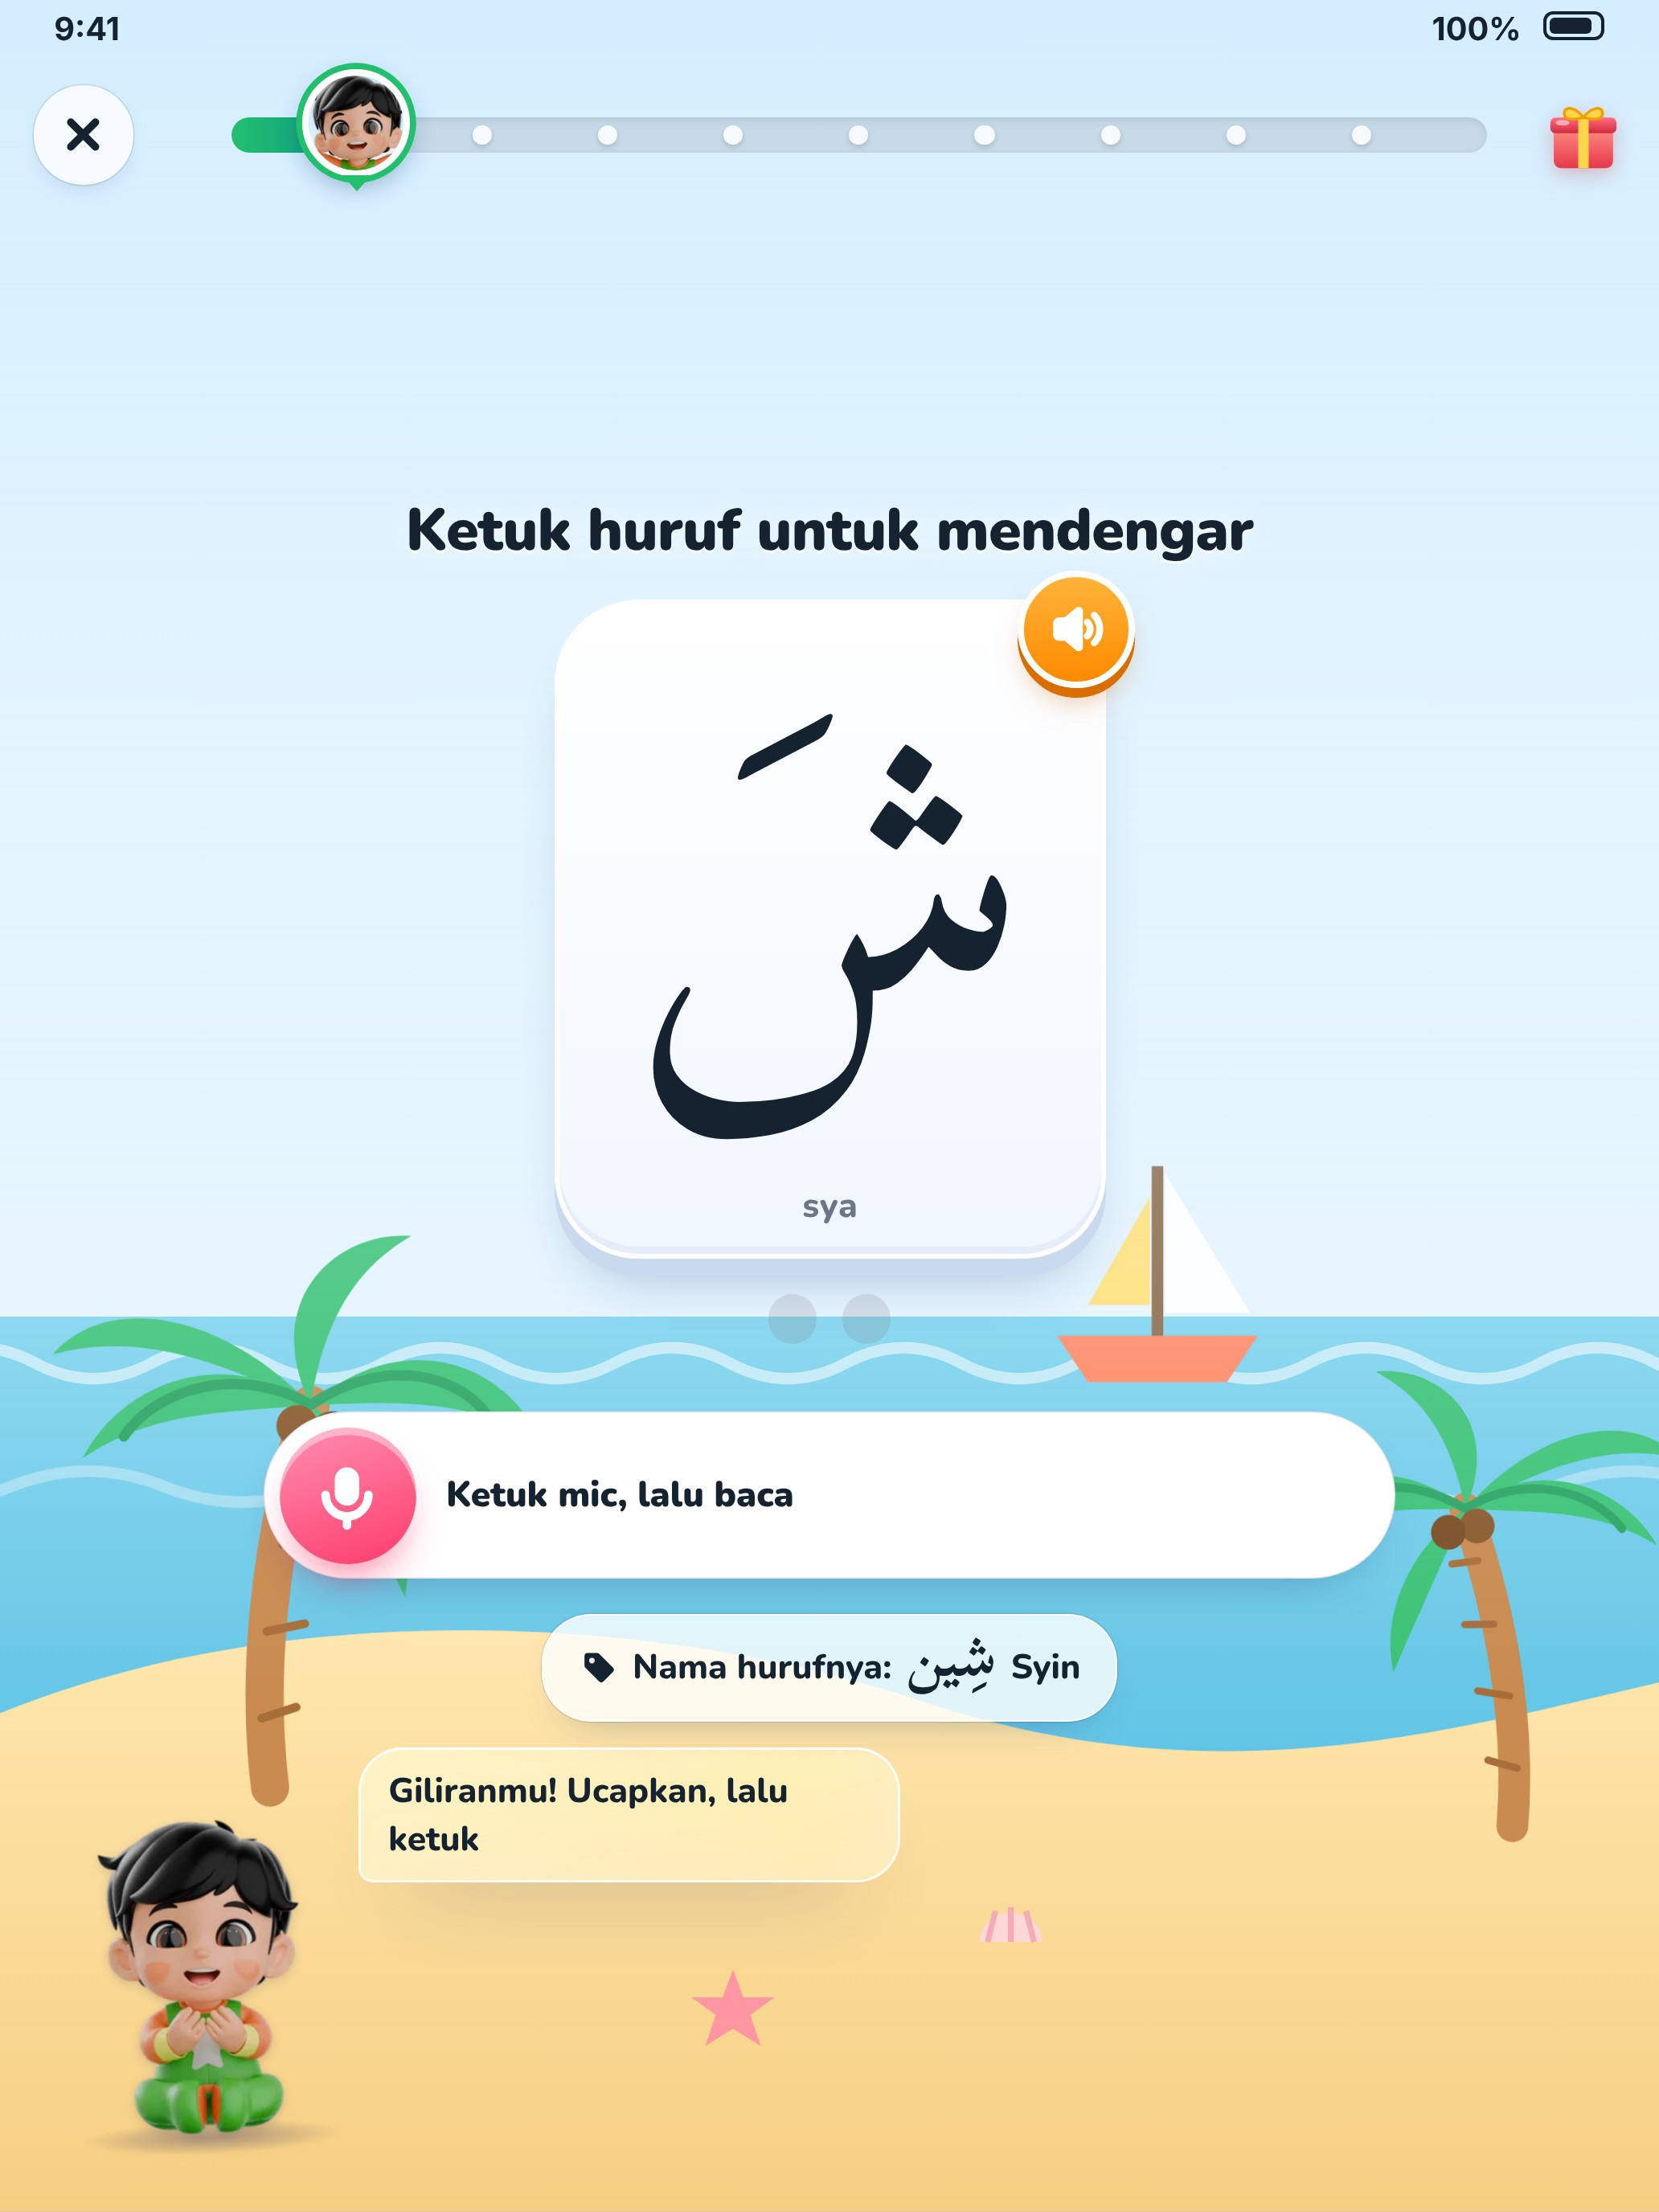 9:41
100%
Ketuk huruf untuk mendengar
شَ
sya
Ketuk mic, lalu baca
Nama hurufnya: شِين Syin
Giliranmu! Ucapkan, lalu
ketuk